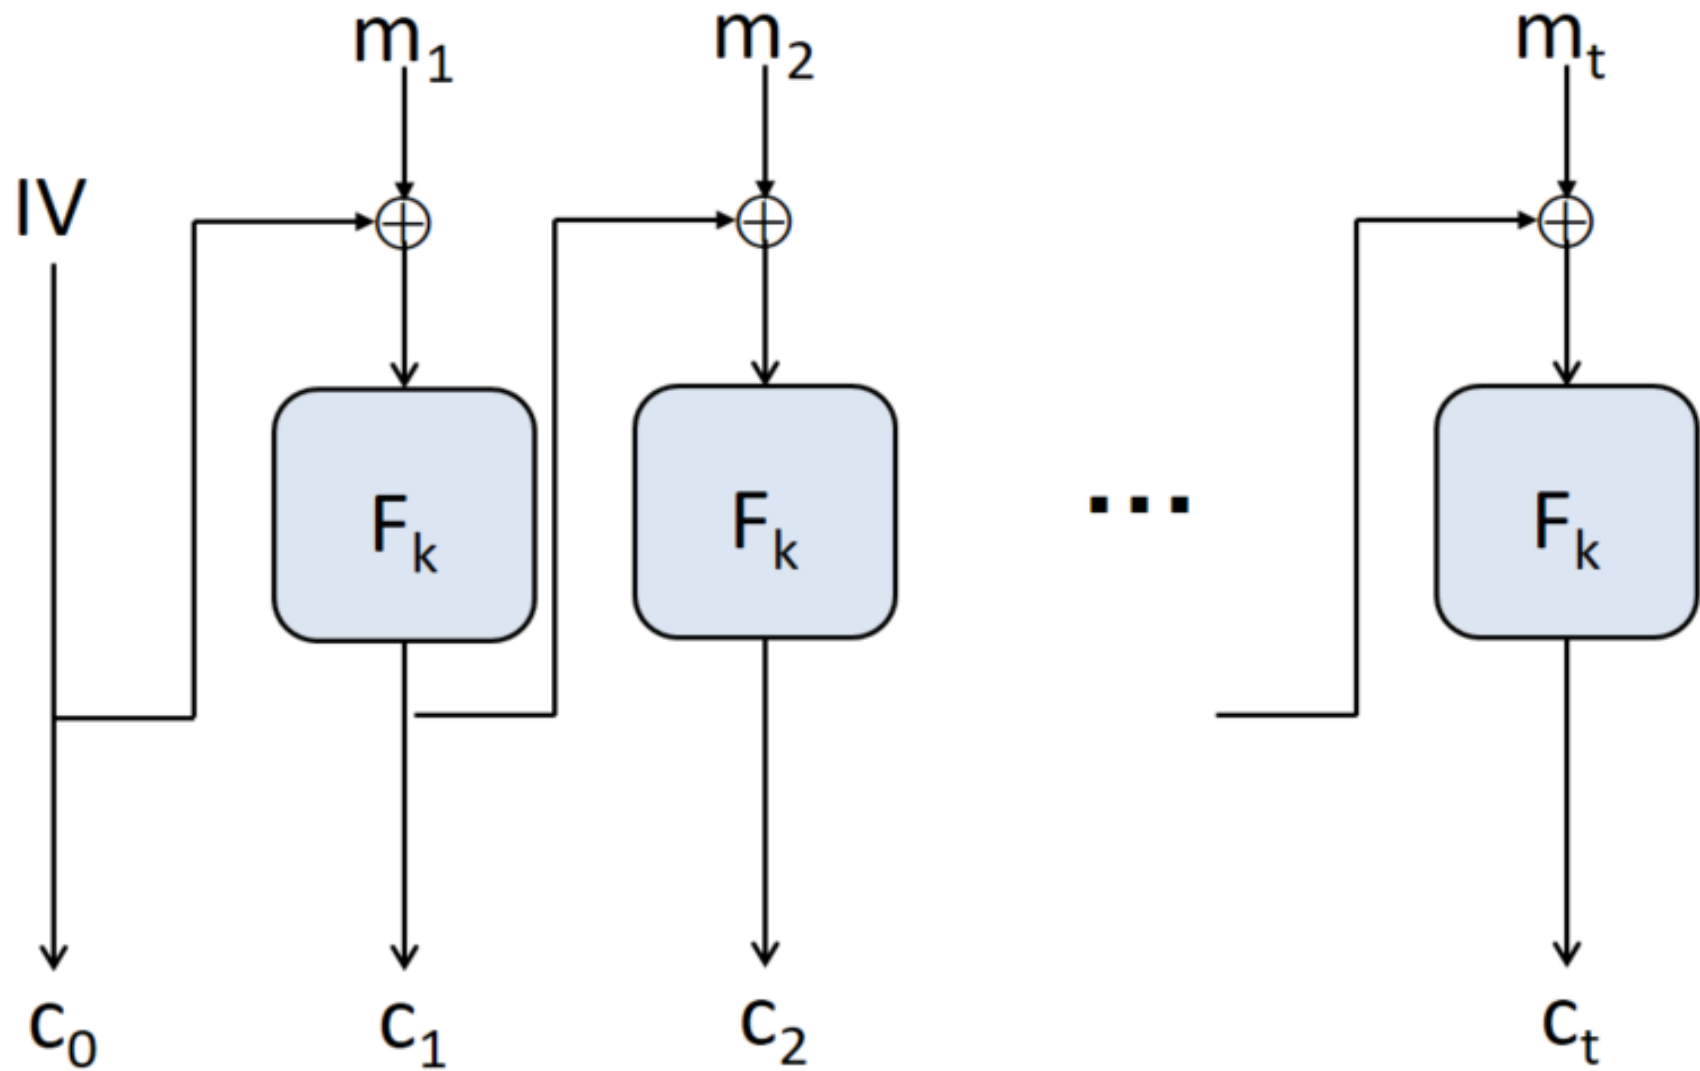 m₁ m₂ mₜ
IV
Fₖ Fₖ ... Fₖ
c₀ c₁ c₂ cₜ